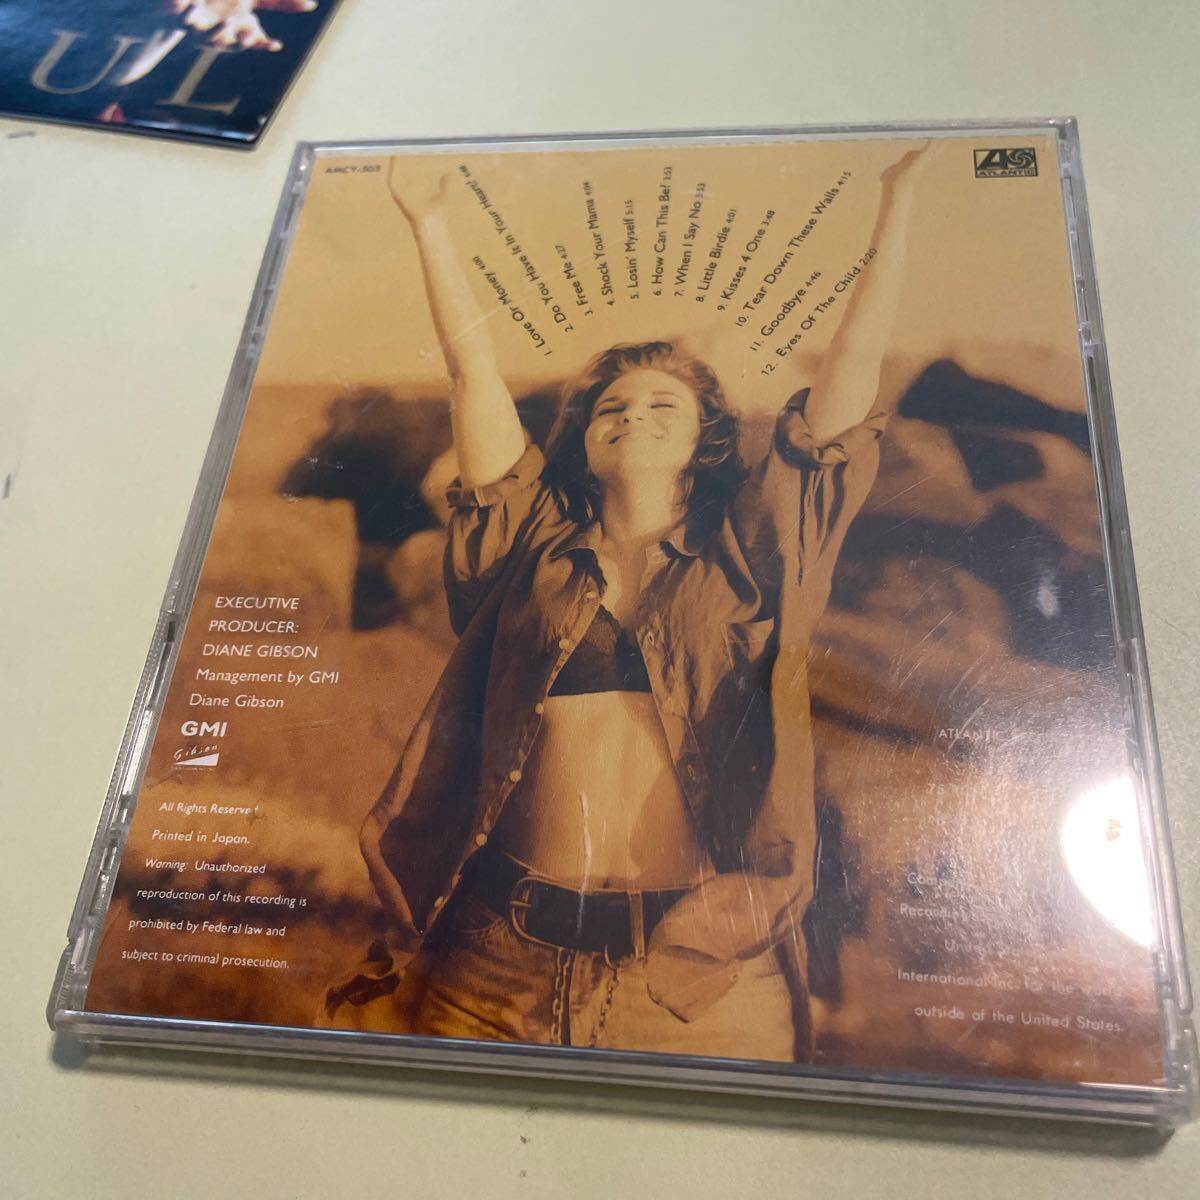 UL
AMCY-505
ATLANTIC
1. Love Or Money 4:00
2. Do You Have It In Your Heart?
3. Free Me 4:27
4. Shock Your Mama 4:04
5. Losin' Myself 5:15
6. How Can This Be? 3:53
7. When I Say No 3:53
8. Little Birdie 4:01
9. Kisses 4 One 3:48
10. Tear Down These Walls 4:15
11. Goodbye 4:46
12. Eyes Of The Child 2:20
EXECUTIVE
PRODUCER:
DIANE GIBSON
Management by GMI
Diane Gibson
GMI
Gibson
All Rights Reserved
Printed in Japan.
Warning: Unauthorized
reproduction of this recording is
prohibited by Federal law and
subject to criminal prosecution.
ATLANTIC
75
Recording
International Inc. for the
outside of the United States.